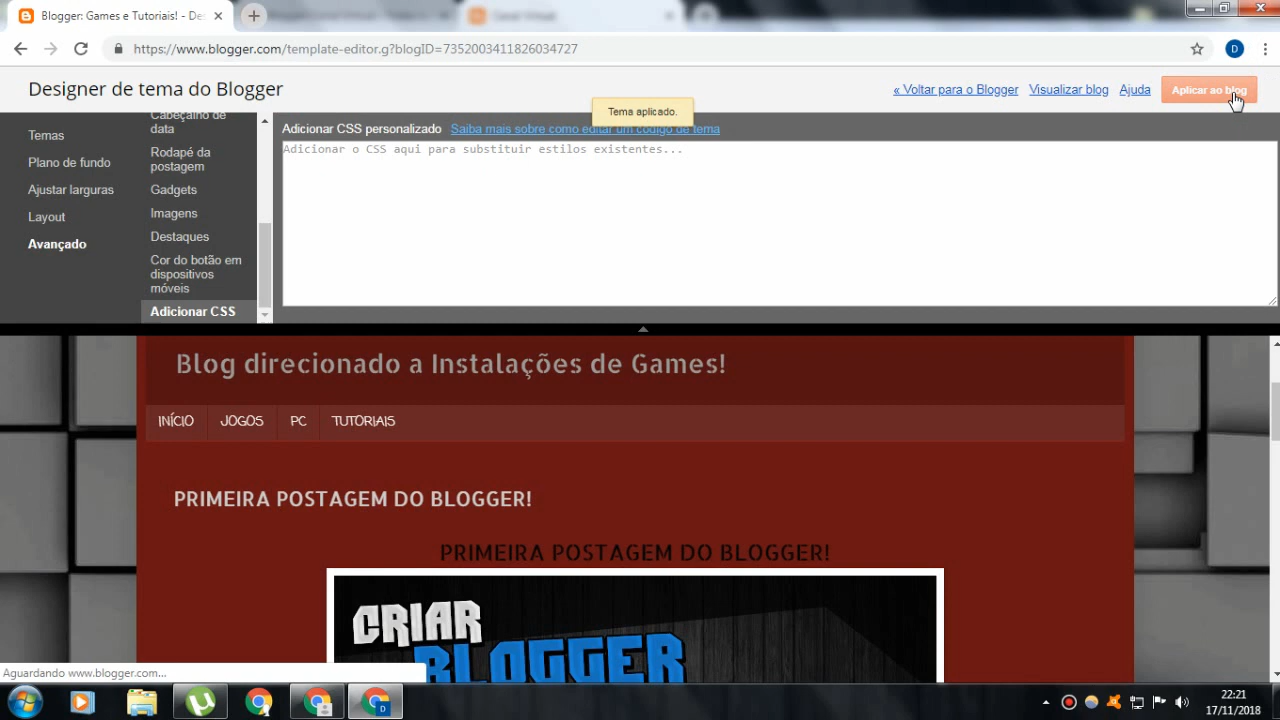 Blogger: Games e Tutoriais! - De
https://www.blogger.com/template-editor.g?blogID=7352003411826034727
D
Designer de tema do Blogger
« Voltar para o Blogger
Visualizar blog
Ajuda
Aplicar ao blog
Tema aplicado.
Temas
Plano de fundo
Ajustar larguras
Layout
Avançado
Cabeçalho de
data
Rodapé da
postagem
Gadgets
Imagens
Destaques
Cor do botão em
dispositivos
móveis
Adicionar CSS
Adicionar CSS personalizado
Saiba mais sobre como editar um código de tema
Adicionar o CSS aqui para substituir estilos existentes...
Blog direcionado a Instalações de Games!
INÍCIO
JOGOS
PC
TUTORIAIS
PRIMEIRA POSTAGEM DO BLOGGER!
PRIMEIRA POSTAGEM DO BLOGGER!
CRIAR
BLOGGER
Aguardando www.blogger.com...
D
22:21
17/11/2018